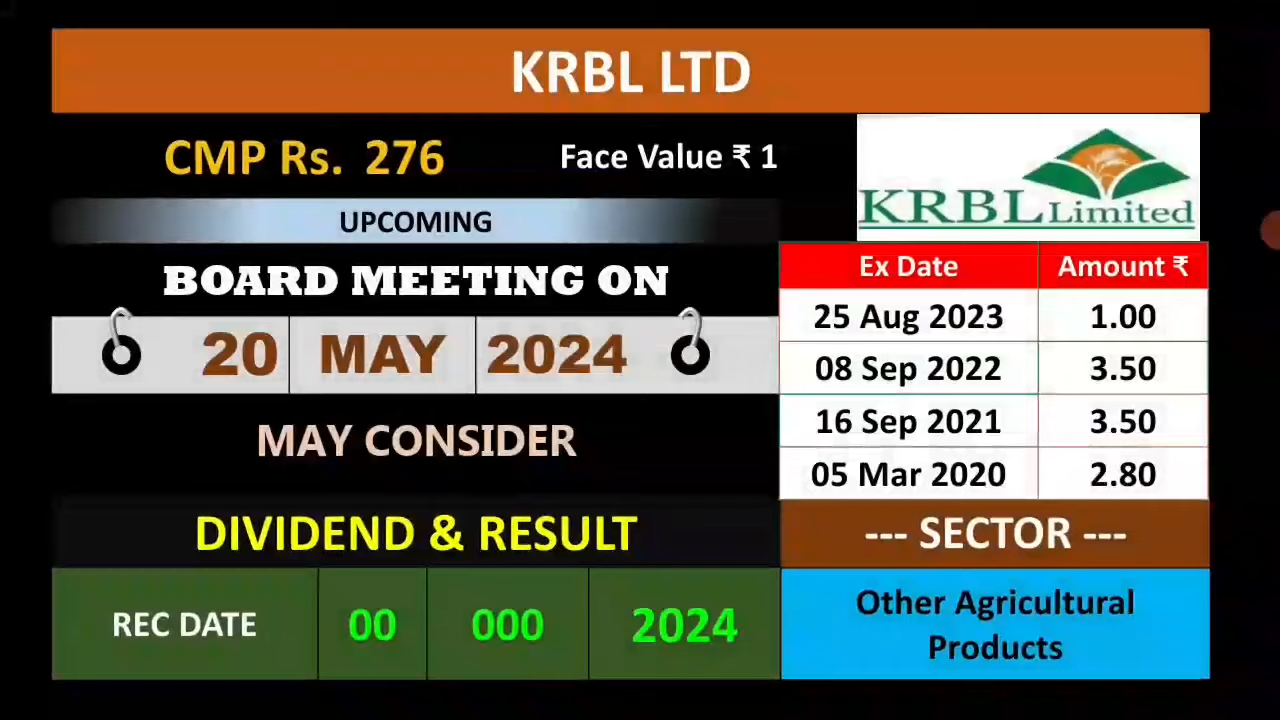 KRBL LTD
CMP Rs. 276
Face Value ₹ 1
KRBL Limited
UPCOMING
BOARD MEETING ON
20 MAY 2024
MAY CONSIDER
DIVIDEND & RESULT
REC DATE 00 000 2024
Ex Date Amount ₹
25 Aug 2023 1.00
08 Sep 2022 3.50
16 Sep 2021 3.50
05 Mar 2020 2.80
--- SECTOR ---
Other Agricultural
Products